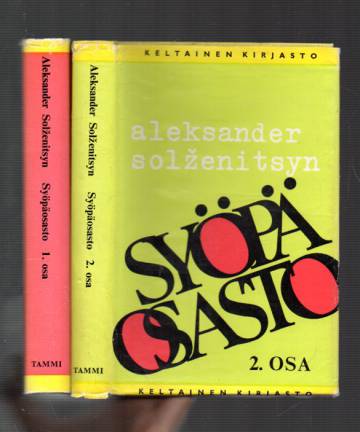 Aleksander Solženitsyn Syöpäosasto 1. osa
TAMMI
Aleksander Solženitsyn Syöpäosasto 2. osa
TAMMI
KELTAINEN KIRJASTO
aleksander
solženitsyn
SYÖPÄ
OSASTO
2. OSA
KELTAINEN KIRJASTO